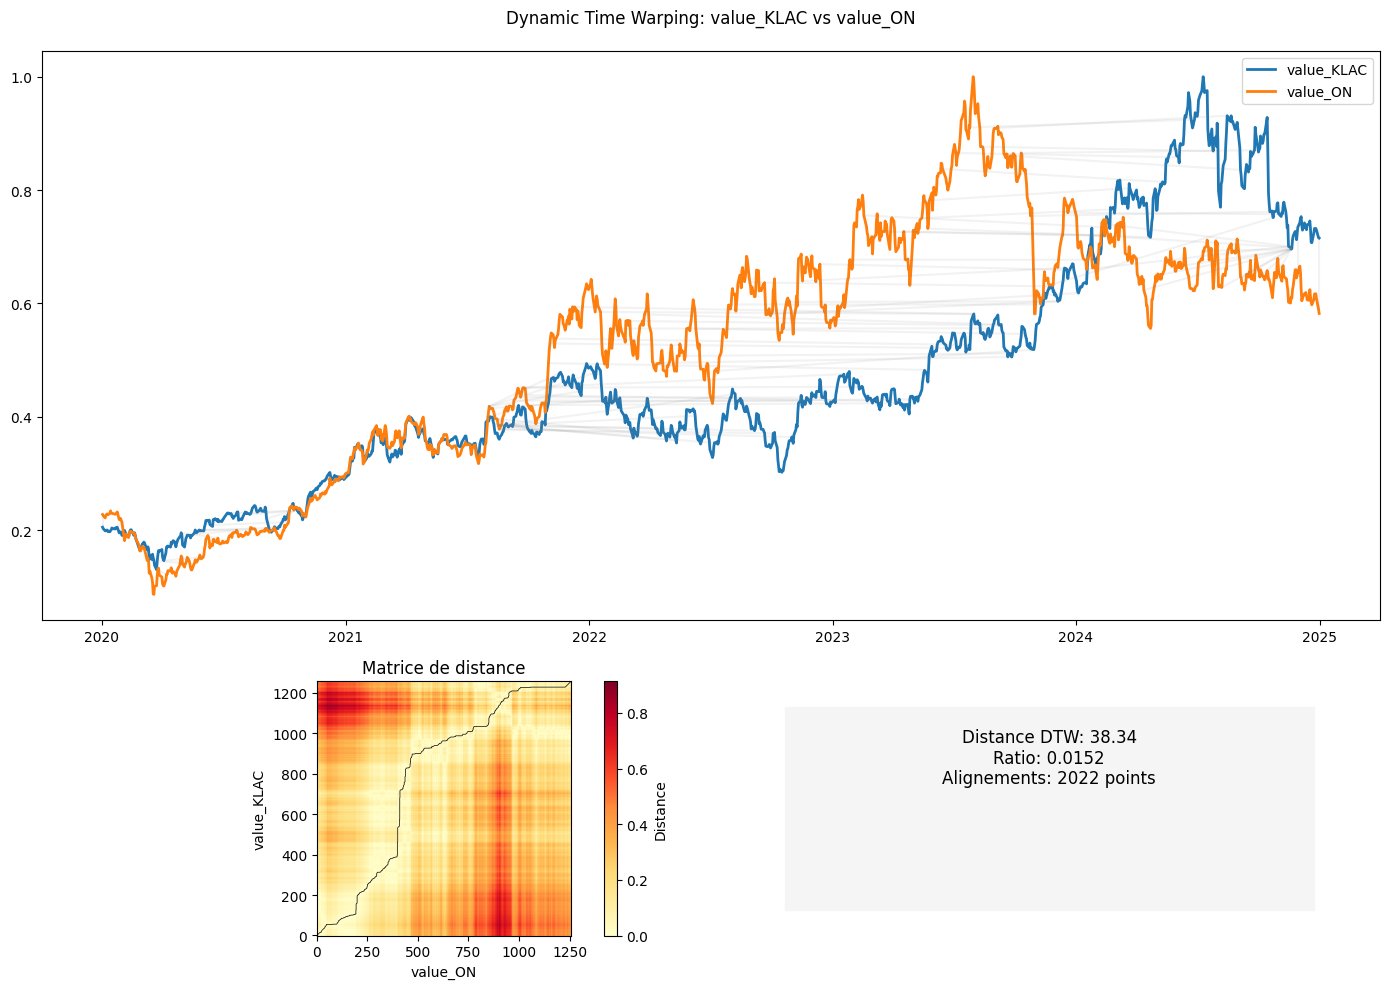 Dynamic Time Warping: value_KLAC vs value_ON
value_KLAC
value_ON
1.0
0.8
0.6
0.4
0.2
2020 2021 2022 2023 2024 2025
Matrice de distance
value_KLAC
1200
1000
800
600
400
200
0
0 250 500 750 1000 1250
value_ON
0.8
0.6
0.4
0.2
0.0
Distance
Distance DTW: 38.34
Ratio: 0.0152
Alignements: 2022 points